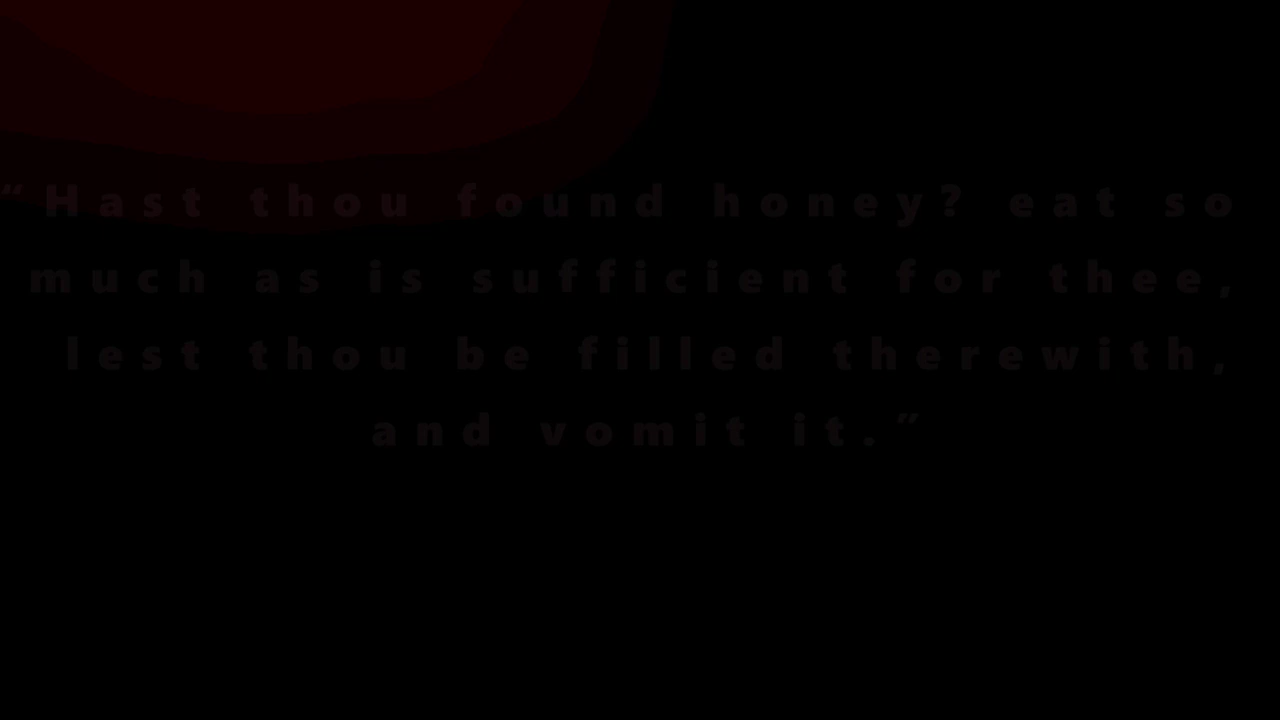 “Hast thou found honey? eat so
much as is sufficient for thee,
lest thou be filled therewith,
and vomit it.”